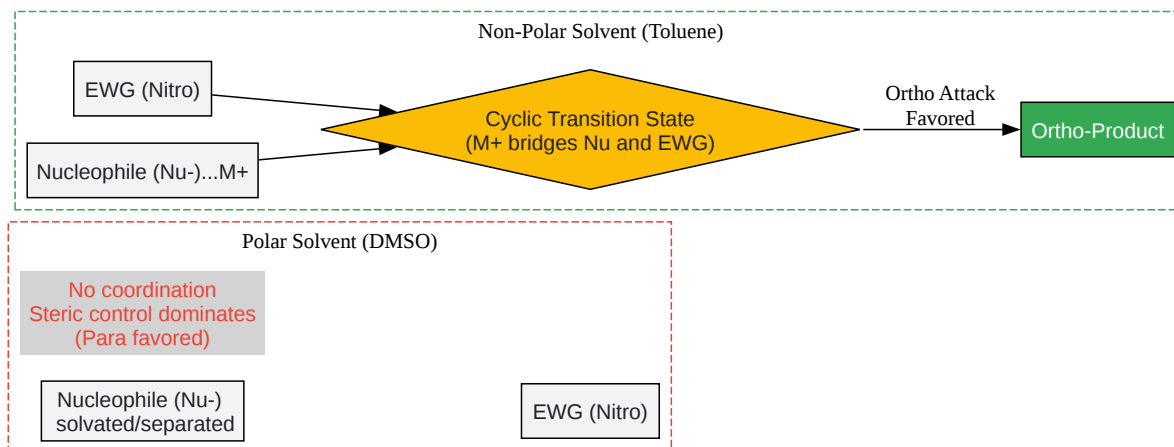 Non-Polar Solvent (Toluene)
EWG (Nitro)
Nucleophile (Nu-)...M+
Cyclic Transition State
(M+ bridges Nu and EWG)
Ortho Attack
Favored
Ortho-Product
Polar Solvent (DMSO)
No coordination
Steric control dominates
(Para favored)
Nucleophile (Nu-)
solvated/separated
EWG (Nitro)